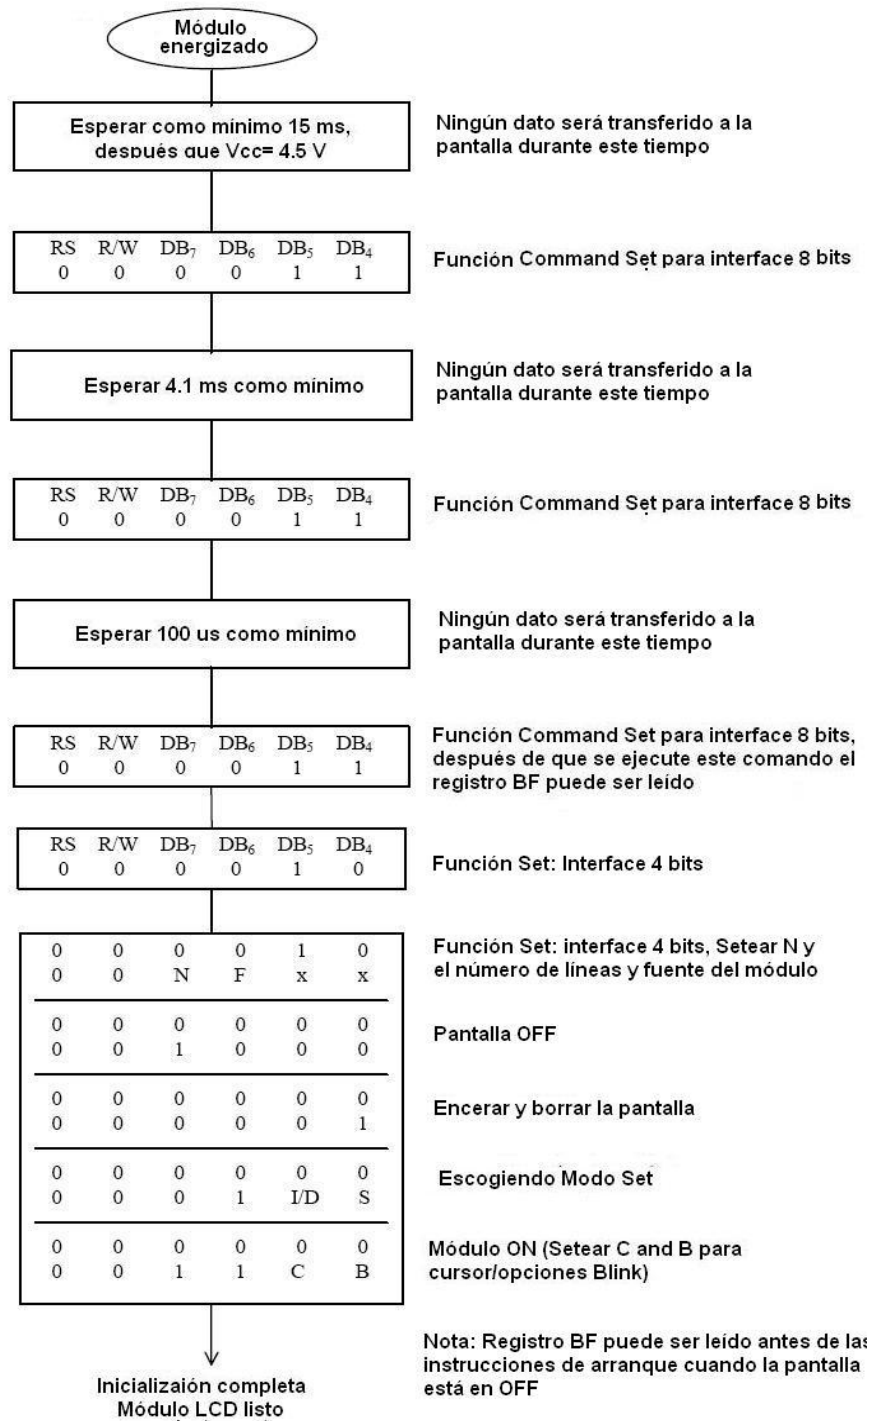 Módulo
energizado
Esperar como mínimo 15 ms,
después que Vcc= 4.5 V
Ningún dato será transferido a la
pantalla durante este tiempo
RS R/W DB7 DB6 DB5 DB4
0 0 0 0 1 1
Función Command Set para interface 8 bits
Esperar 4.1 ms como mínimo
Ningún dato será transferido a la
pantalla durante este tiempo
RS R/W DB7 DB6 DB5 DB4
0 0 0 0 1 1
Función Command Set para interface 8 bits
Esperar 100 us como mínimo
Ningún dato será transferido a la
pantalla durante este tiempo
RS R/W DB7 DB6 DB5 DB4
0 0 0 0 1 1
Función Command Set para interface 8 bits,
después de que se ejecute este comando el
registro BF puede ser leído
RS R/W DB7 DB6 DB5 DB4
0 0 0 0 1 0
Función Set: Interface 4 bits
0 0 0 0 1 0
0 0 N F x x
Función Set: interface 4 bits, Setear N y
el número de líneas y fuente del módulo
0 0 0 0 0 0
0 0 1 0 0 0
Pantalla OFF
0 0 0 0 0 0
0 0 0 0 0 1
Encerar y borrar la pantalla
0 0 0 0 0 0
0 0 0 1 I/D S
Escogiendo Modo Set
0 0 0 0 0 0
0 0 1 1 C B
Módulo ON (Setear C and B para
cursor/opciones Blink)
Nota: Registro BF puede ser leído antes de las
instrucciones de arranque cuando la pantalla
está en OFF
Inicializaión completa
Módulo LCD listo